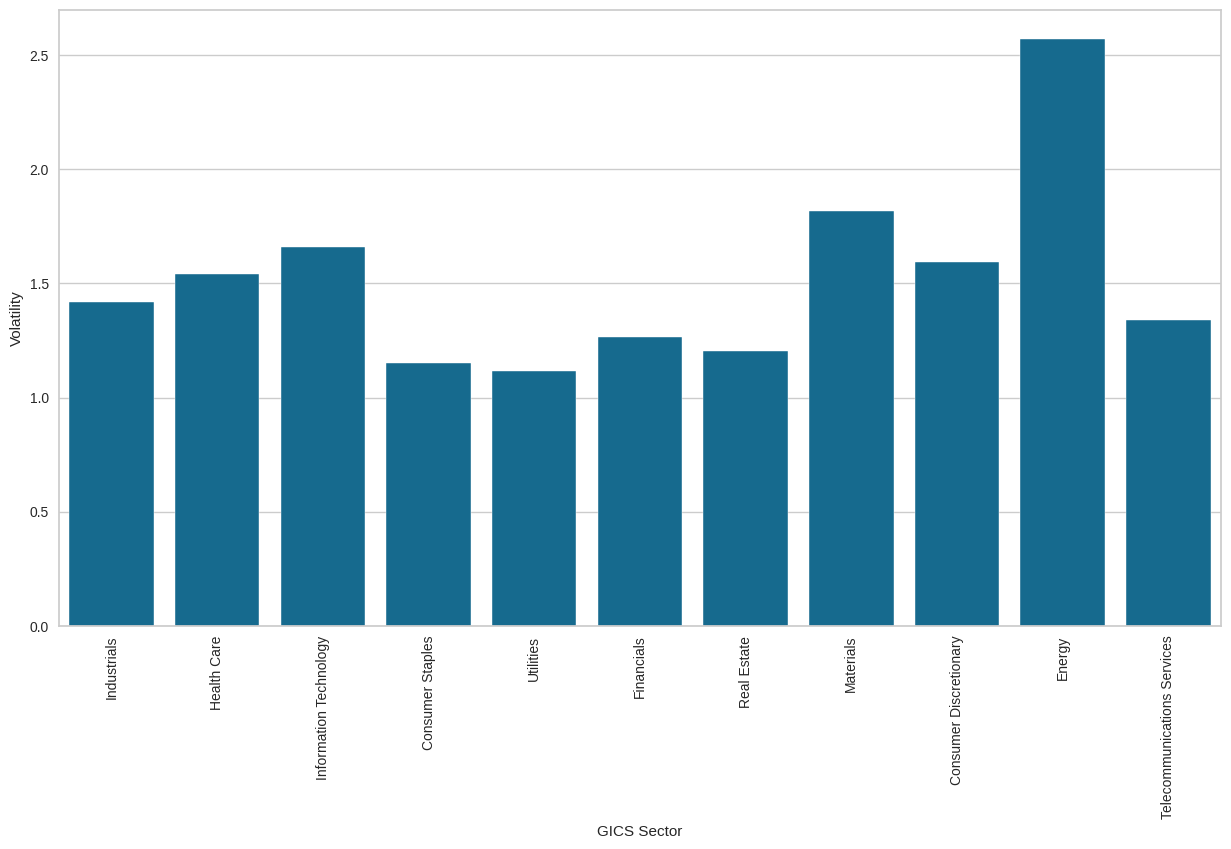 2.5
2.0
1.5
1.0
0.5
0.0
Volatility
Industrials
Health Care
Information Technology
Consumer Staples
Utilities
Financials
Real Estate
Materials
Consumer Discretionary
Energy
Telecommunications Services
GICS Sector